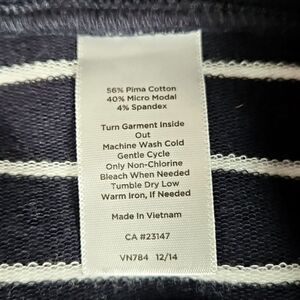 56% Pima Cotton
40% Micro Modal
4% Spandex
Turn Garment Inside
Out
Machine Wash Cold
Gentle Cycle
Only Non-Chlorine
Bleach When Needed
Tumble Dry Low
Warm Iron, If Needed
Made In Vietnam
CA #23147
VN784 12/14